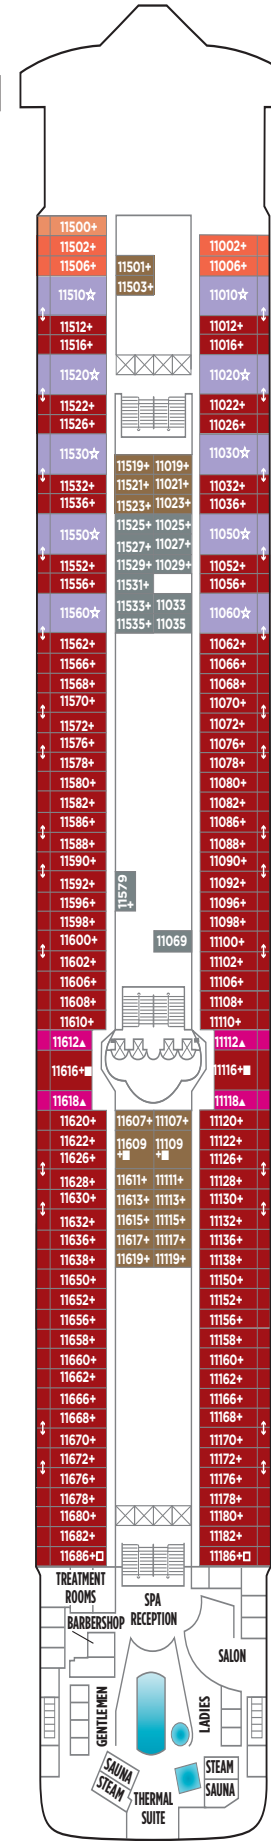 11500+
11502+ 11501+ 11002+
11506+ 11503+ 11006+
11510☆ 11010☆
11512+ 11012+
11516+ 11016+
11520☆ 11020☆
11522+ 11022+
11526+ 11026+
11530☆ 11519+ 11019+ 11030☆
11532+ 11521+ 11021+ 11032+
11536+ 11523+ 11023+ 11036+
11550☆ 11525+ 11025+ 11050☆
11527+ 11027+
11552+ 11529+ 11029+ 11052+
11556+ 11531+ 11056+
11560☆ 11533+ 11033 11060☆
11535+ 11035
11562+ 11062+
11566+ 11066+
11568+ 11068+
11570+ 11070+
11572+ 11072+
11576+ 11076+
11578+ 11078+
11580+ 11080+
11582+ 11082+
11586+ 11086+
11588+ 11088+
11590+ 11090+
11592+ 11579+ 11092+
11596+ 11096+
11598+ 11098+
11600+ 11069 11100+
11602+ 11102+
11606+ 11106+
11608+ 11108+
11610+ 11110+
11612▲ 11112▲
11616+■ 11116+■
11618▲ 11118▲
11620+ 11607+ 11107+ 11120+
11622+ 11609+■ 11109+■ 11122+
11626+ 11126+
11628+ 11611+ 11111+ 11128+
11630+ 11613+ 11113+ 11130+
11632+ 11615+ 11115+ 11132+
11636+ 11617+ 11117+ 11136+
11638+ 11619+ 11119+ 11138+
11650+ 11150+
11652+ 11152+
11656+ 11156+
11658+ 11158+
11660+ 11160+
11662+ 11162+
11666+ 11166+
11668+ 11168+
11670+ 11170+
11672+ 11172+
11676+ 11176+
11678+ 11178+
11680+ 11180+
11682+ 11182+
11686+□ 11186+□
TREATMENT
ROOMS
SPA
RECEPTION
BARBERSHOP
SALON
GENTLEMEN
LADIES
SAUNA
STEAM
STEAM
SAUNA
THERMAL
SUITE